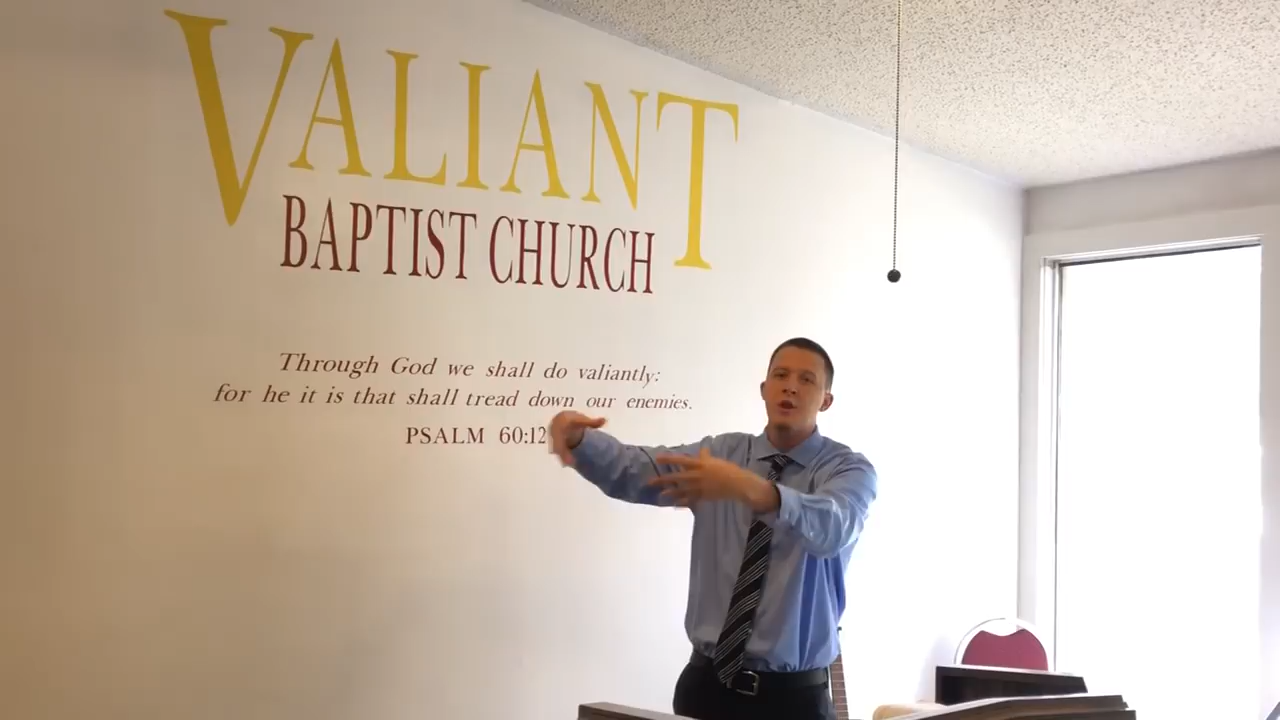 VALIANT
BAPTIST CHURCH
Through God we shall do valiantly:
for he it is that shall tread down our enemies.
PSALM 60:12